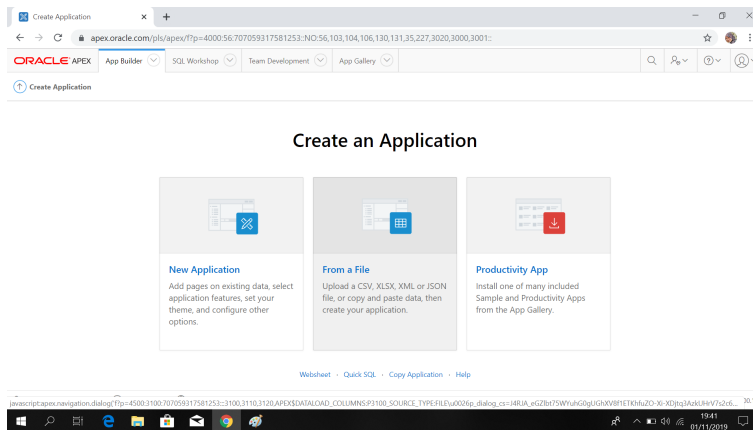 Create Application
apex.oracle.com/pls/apex/f?p=4000:56:707059317581253::NO:56,103,104,106,130,131,35,227,3020,3000,3001::
ORACLE APEX App Builder SQL Workshop Team Development App Gallery
Create Application
Create an Application
New Application
Add pages on existing data, select
application features, set your
theme, and configure other
options.
From a File
Upload a CSV, XLSX, XML or JSON
file, or copy and paste data, then
create your application.
Productivity App
Install one of many included
Sample and Productivity Apps
from the App Gallery.
Websheet Quick SQL Copy Application Help
19:41
01/11/2019